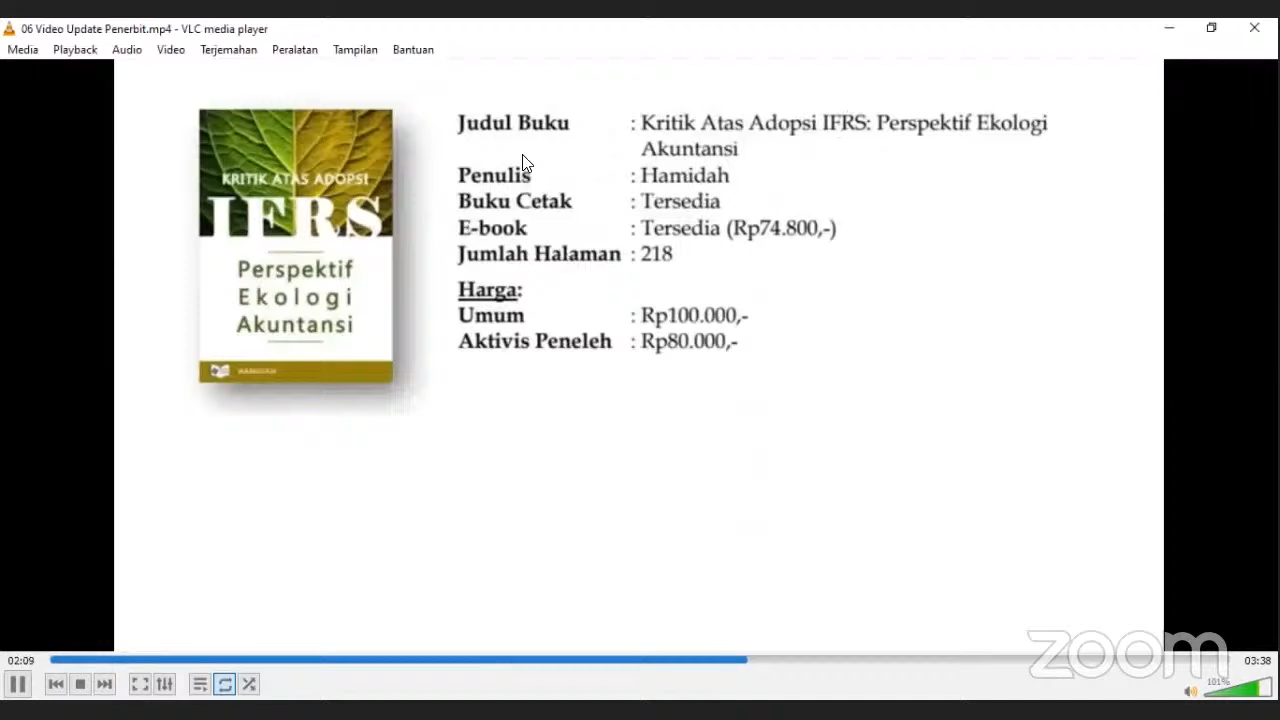 06 Video Update Penerbit.mp4 - VLC media player
Media Playback Audio Video Terjemahan Peralatan Tampilan Bantuan
KRITIK ATAS ADOPSI
IFRS
Perspektif
Ekologi
Akuntansi
Judul Buku : Kritik Atas Adopsi IFRS: Perspektif Ekologi
Akuntansi
Penulis : Hamidah
Buku Cetak : Tersedia
E-book : Tersedia (Rp74.800,-)
Jumlah Halaman : 218
Harga:
Umum : Rp100.000,-
Aktivis Peneleh : Rp80.000,-
zoom
02:09 03:38
101%